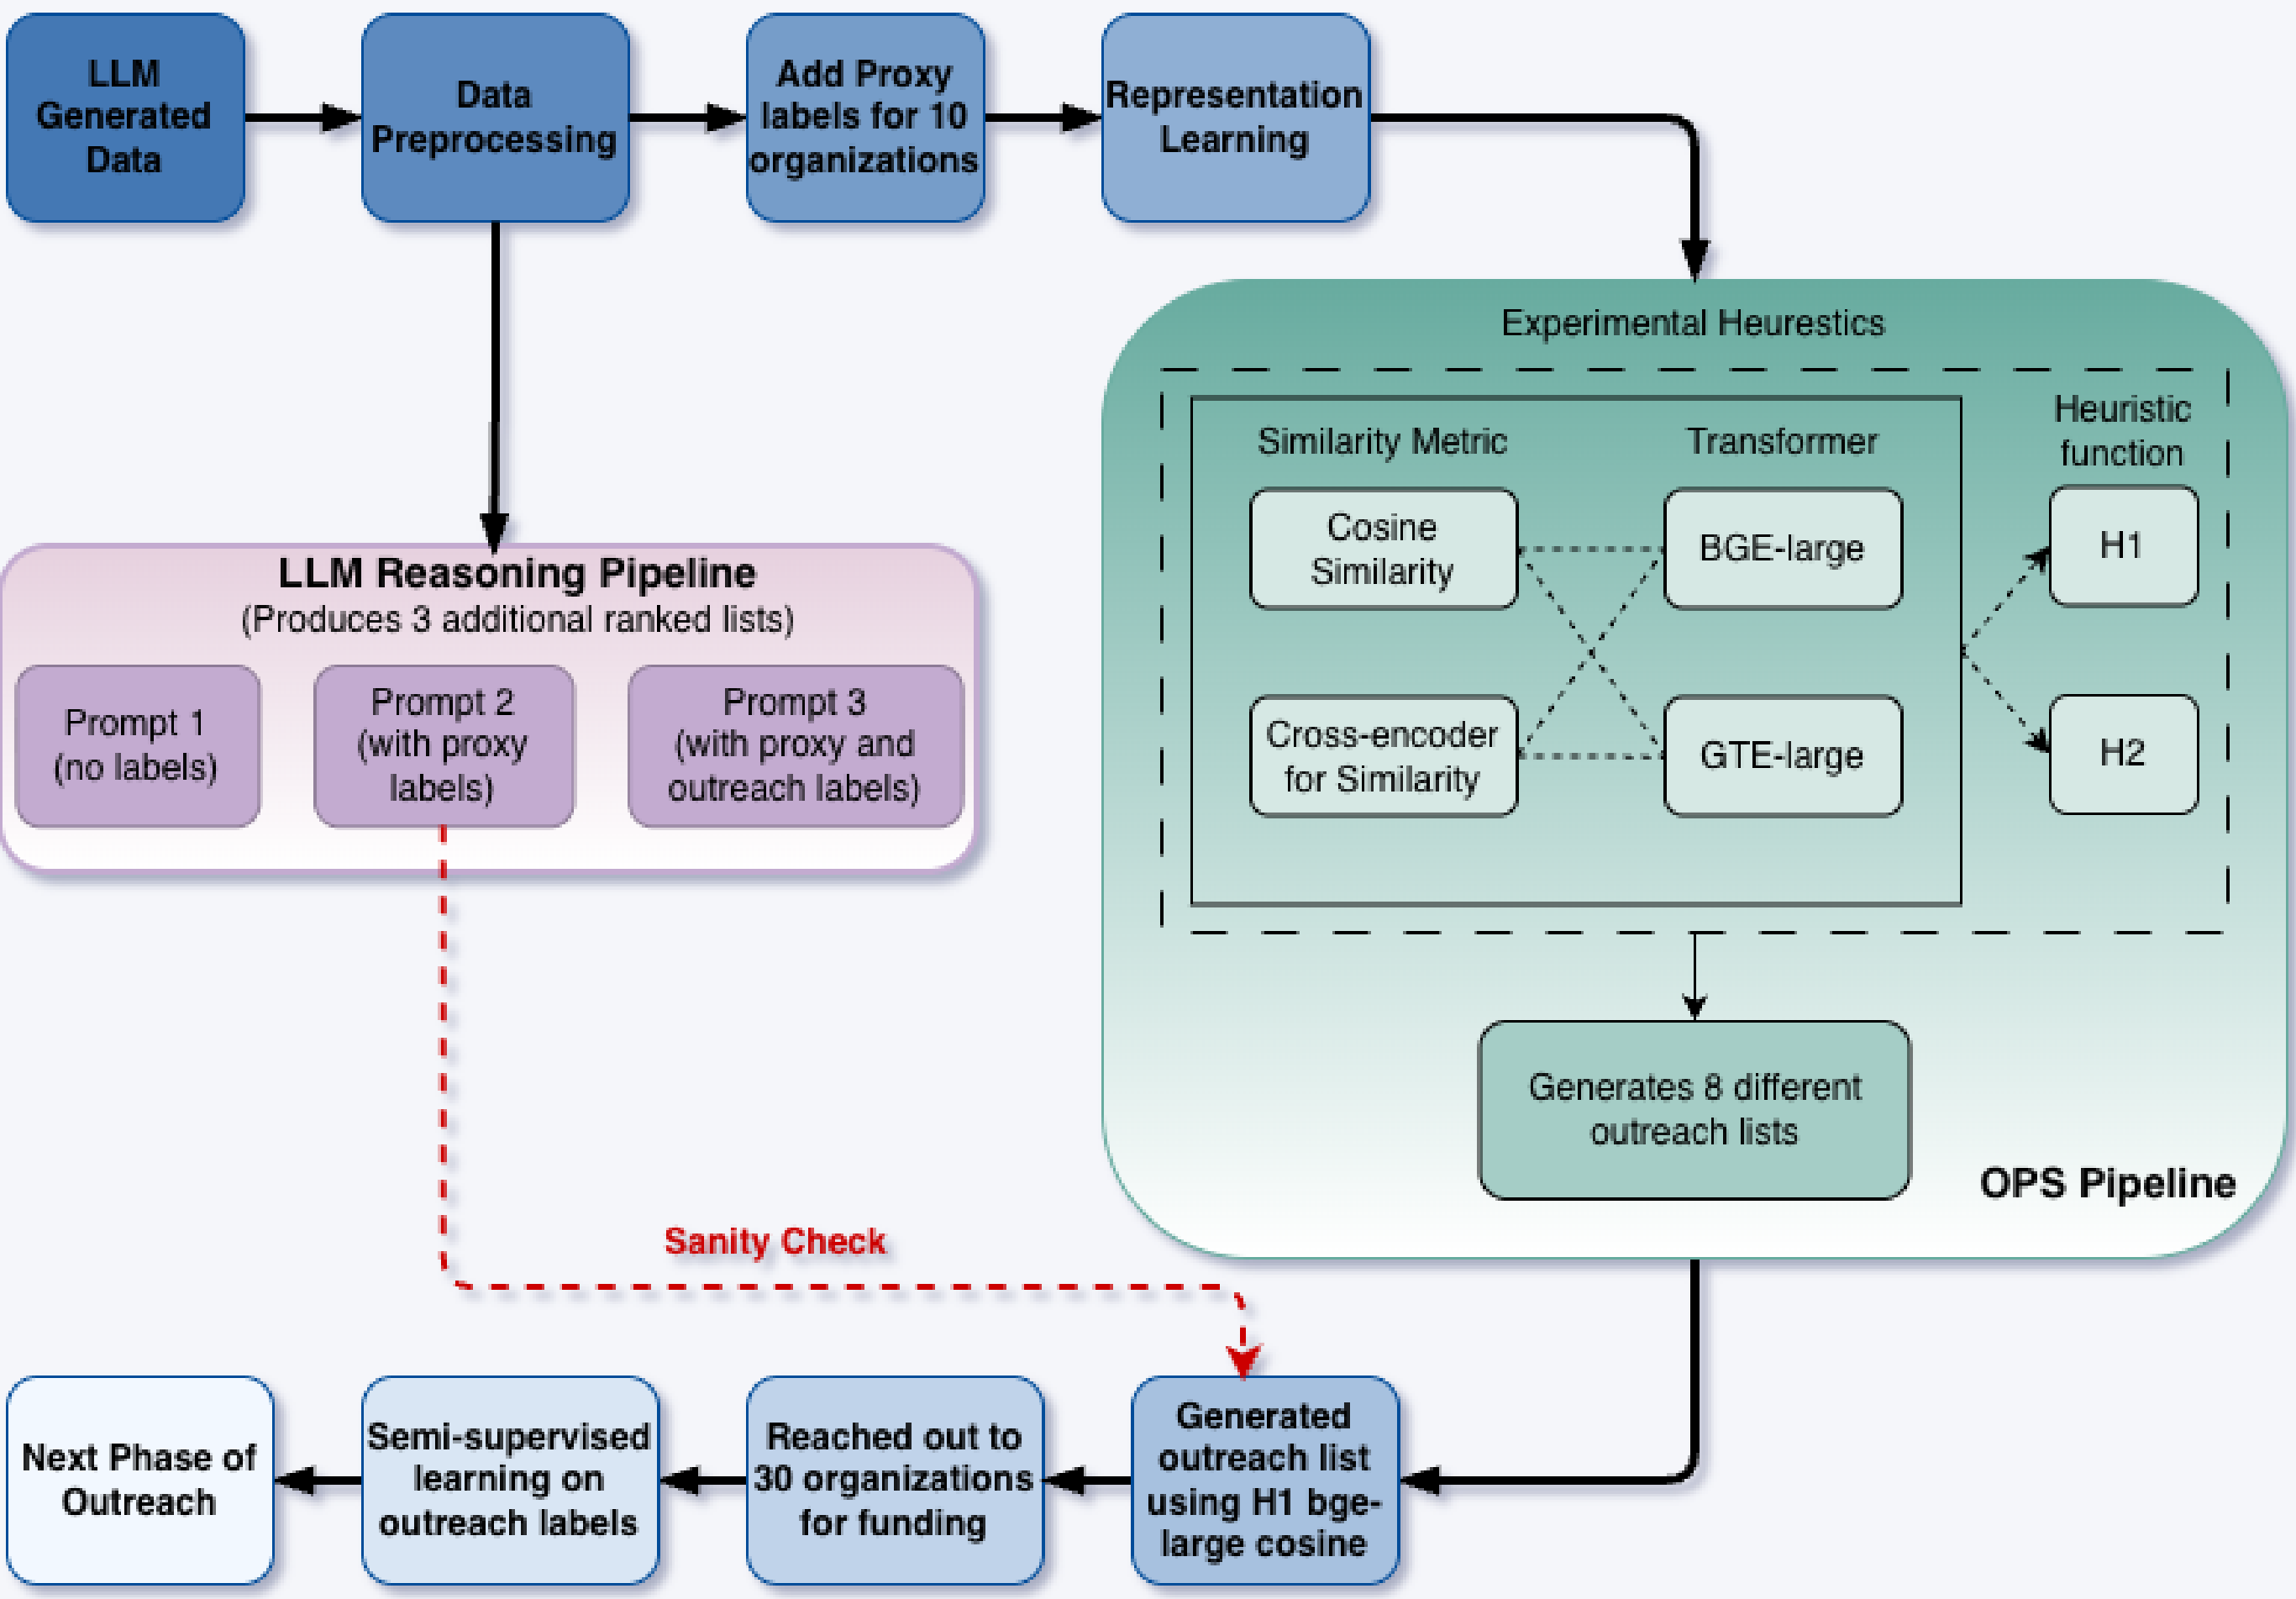 LLM
Generated
Data
Data
Preprocessing
Add Proxy
labels for 10
organizations
Representation
Learning
Experimental Heurestics
Similarity Metric
Transformer
Heuristic
function
Cosine
Similarity
BGE-large
H1
Cross-encoder
for Similarity
GTE-large
H2
Generates 8 different
outreach lists
OPS Pipeline
LLM Reasoning Pipeline
(Produces 3 additional ranked lists)
Prompt 1
(no labels)
Prompt 2
(with proxy
labels)
Prompt 3
(with proxy and
outreach labels)
Sanity Check
Generated
outreach list
using H1 bge-
large cosine
Reached out to
30 organizations
for funding
Semi-supervised
learning on
outreach labels
Next Phase of
Outreach